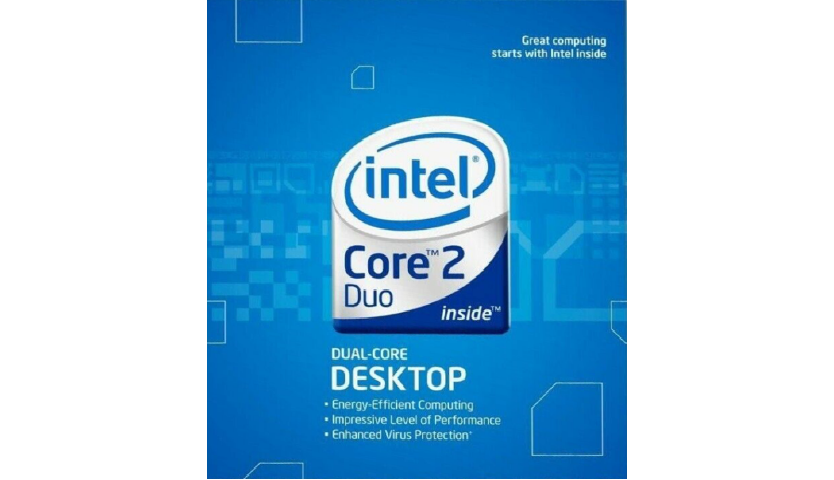 Great computing
starts with Intel inside
intel®
Core™ 2
Duo
inside™
DUAL-CORE
DESKTOP
• Energy-Efficient Computing
• Impressive Level of Performance
• Enhanced Virus Protection*